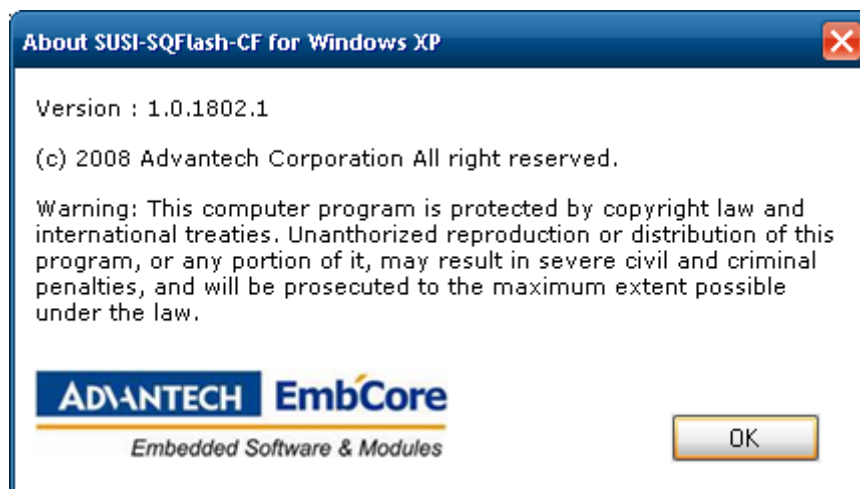 About SUSI-SQFlash-CF for Windows XP
Version : 1.0.1802.1
(c) 2008 Advantech Corporation All right reserved.
Warning: This computer program is protected by copyright law and
international treaties. Unanthorized reproduction or distribution of this
program, or any portion of it, may result in severe civil and criminal
penalties, and will be prosecuted to the maximum extent possible
under the law.
ADVANTECH EmbCore
Embedded Software & Modules
OK